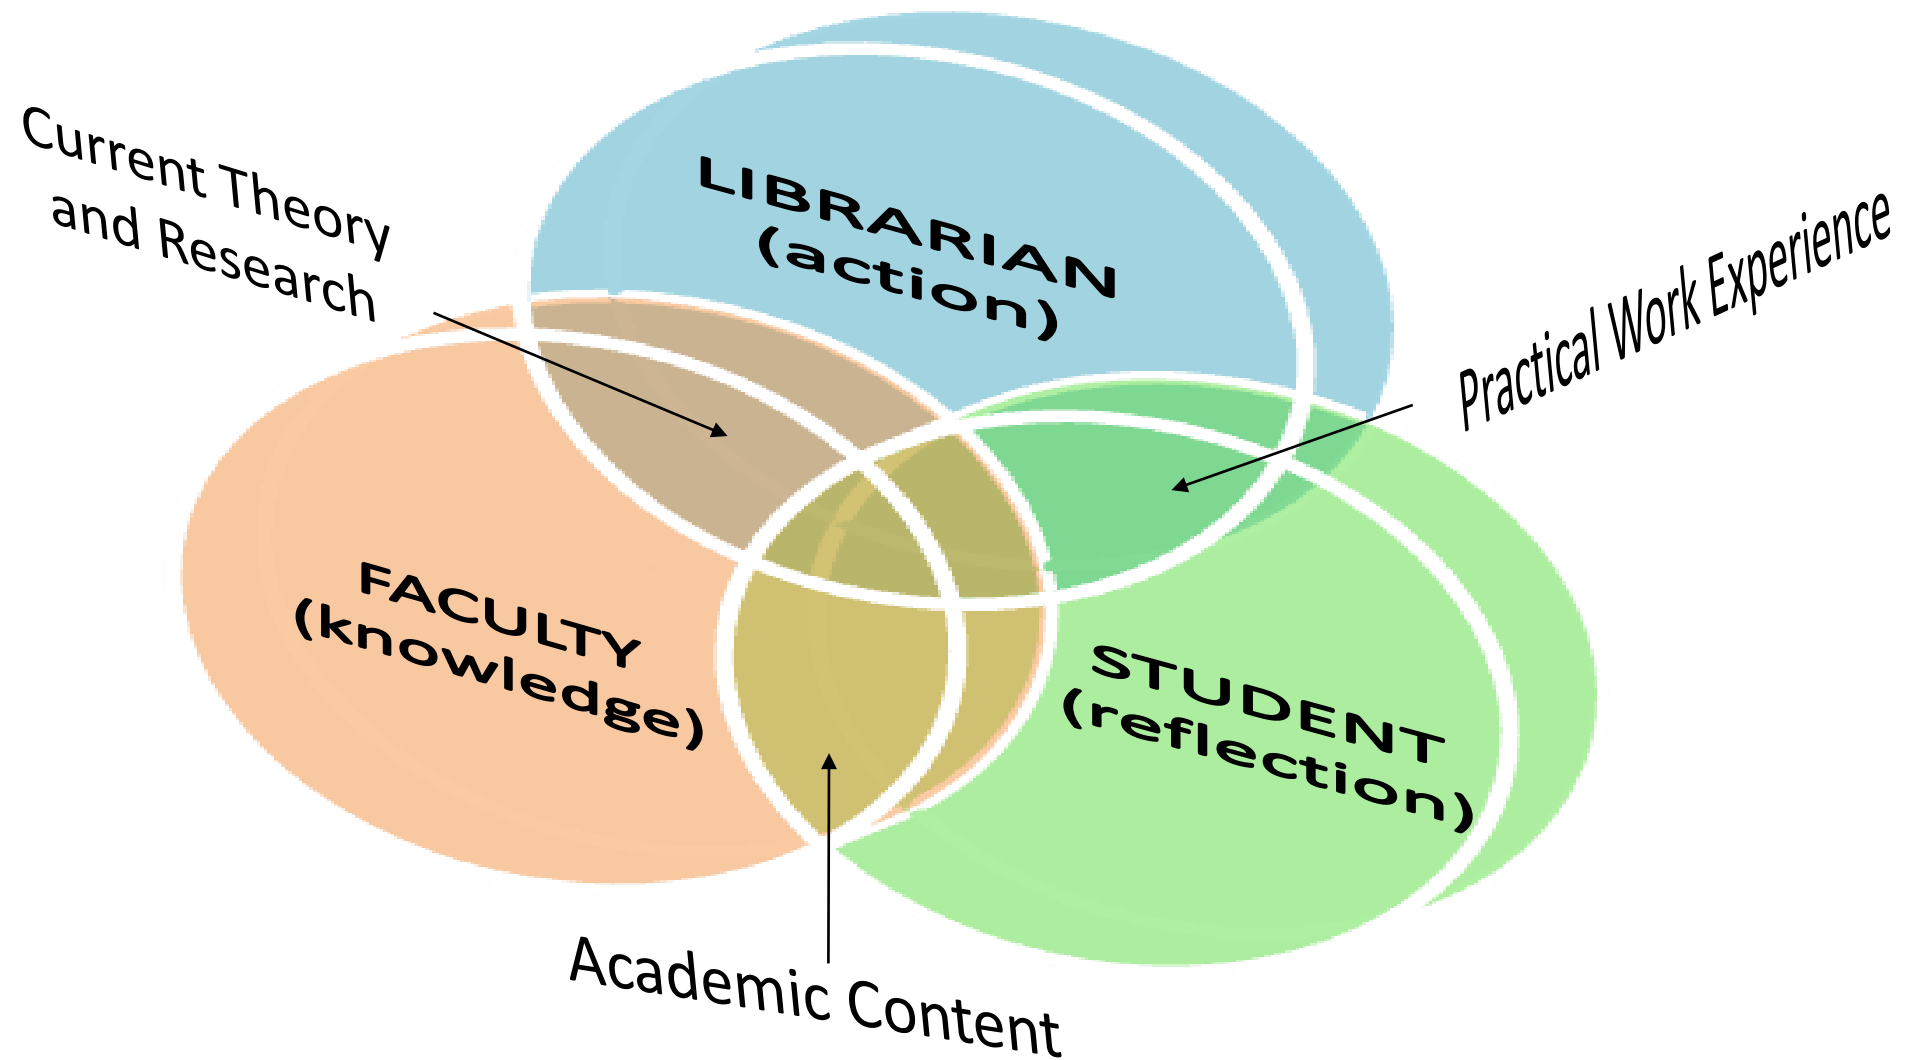 LIBRARIAN
(action)
Current Theory
and Research
Practical Work Experience
FACULTY
(knowledge)
STUDENT
(reflection)
Academic Content